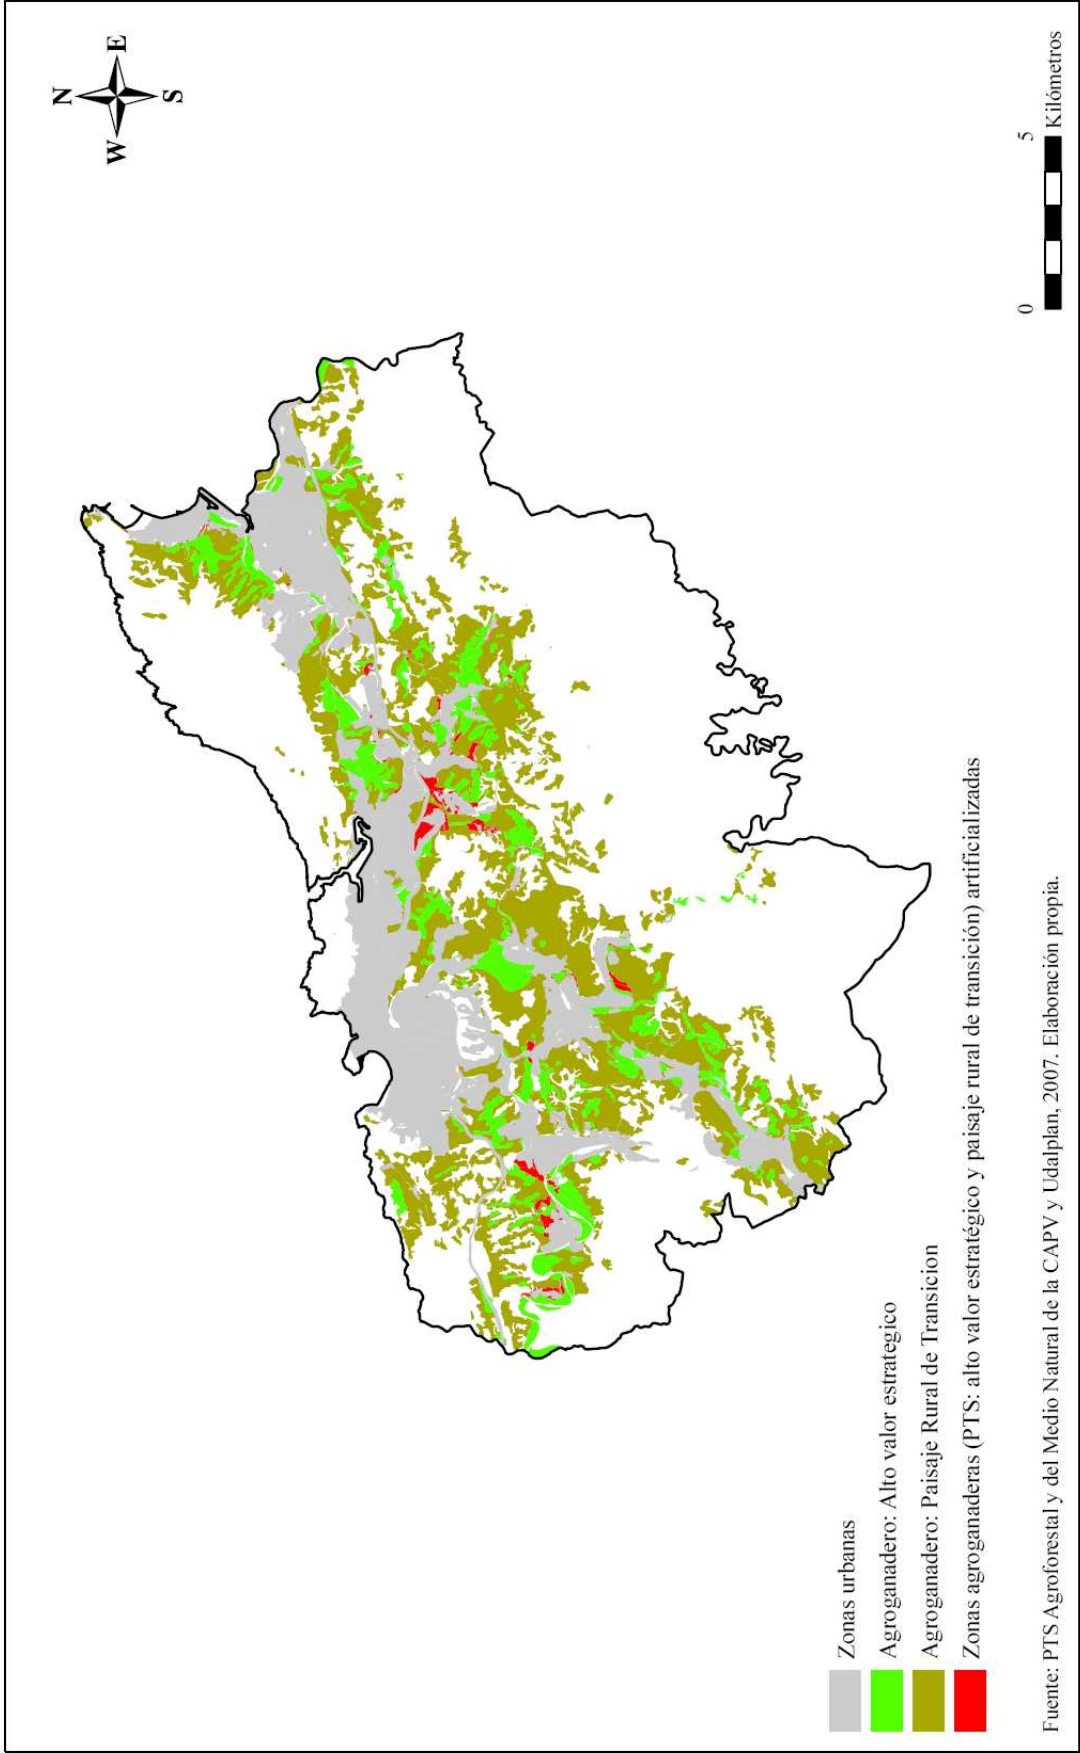 N
W
E
S
Zonas urbanas
Agroganadero: Alto valor estrategico
Agroganadero: Paisaje Rural de Transicion
Zonas agroganaderas (PTS: alto valor estratégico y paisaje rural de transición) artificializadas
0
5
Kilómetros
Fuente: PTS Agroforestal y del Medio Natural de la CAPV y Udalplan, 2007. Elaboración propia.